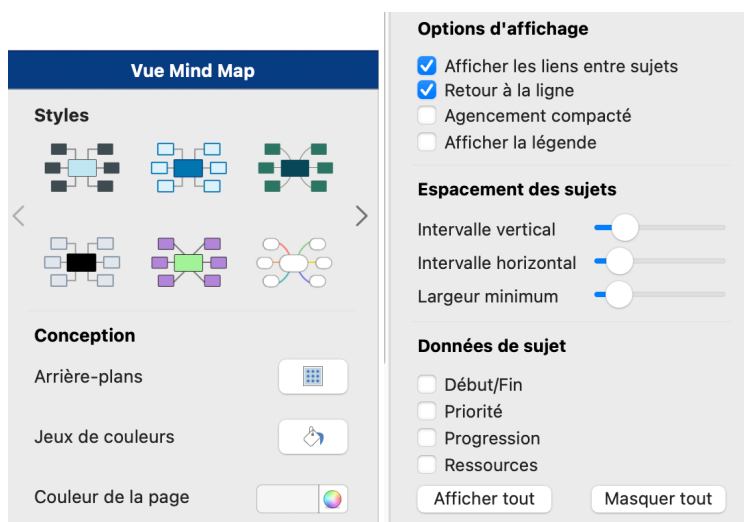 Vue Mind Map
Styles
Conception
Arrière-plans
Jeux de couleurs
Couleur de la page
Options d'affichage
Afficher les liens entre sujets
Retour à la ligne
Agencement compacté
Afficher la légende
Espacement des sujets
Intervalle vertical
Intervalle horizontal
Largeur minimum
Données de sujet
Début/Fin
Priorité
Progression
Ressources
Afficher tout
Masquer tout